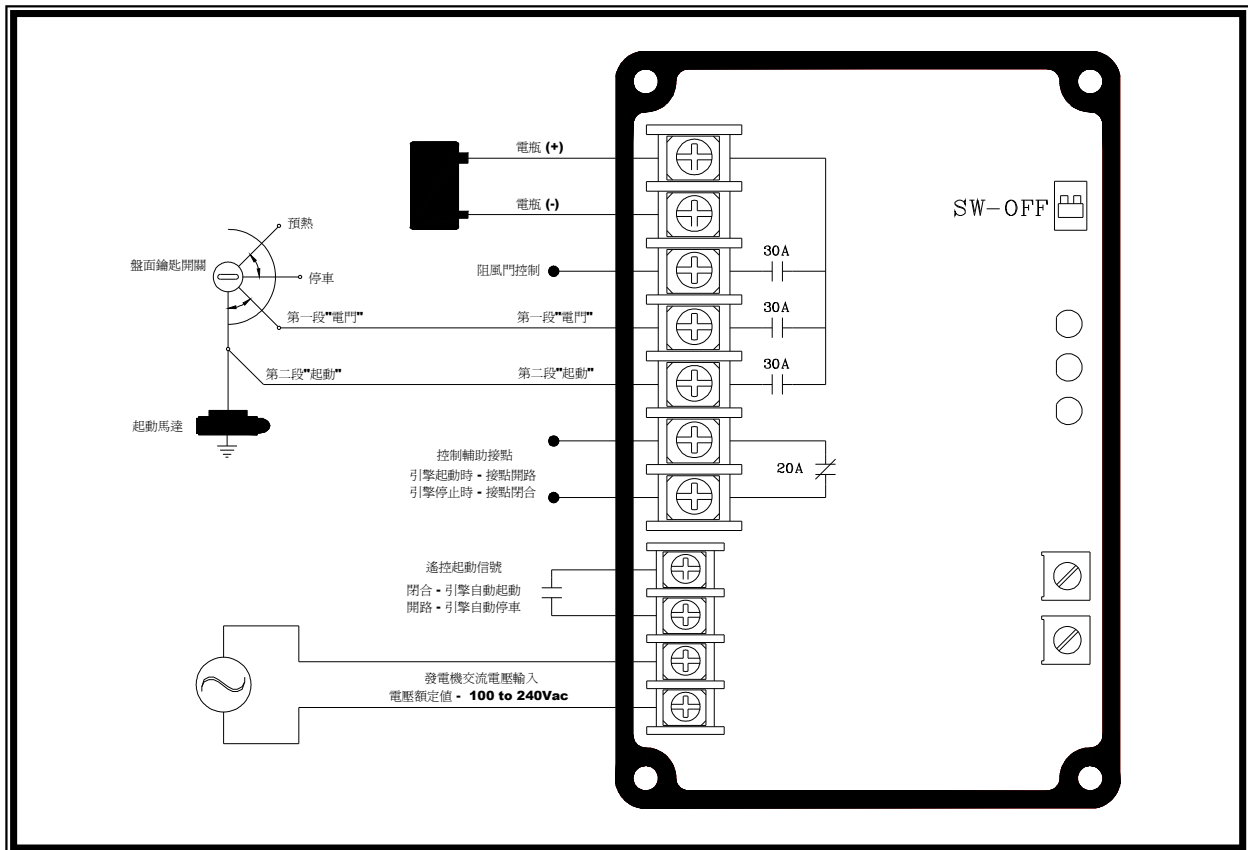 電瓶 (+)
電瓶 (-)
SW-OFF
預熱
盤面鑰匙開關
停車
阻風門控制
30A
第一段"電門"
第一段"電門"
30A
第二段"起動"
第二段"起動"
30A
起動馬達
控制輔助接點
引擎起動時 - 接點開路
引擎停止時 - 接點閉合
20A
遙控起動信號
閉合 - 引擎自動起動
開路 - 引擎自動停車
發電機交流電壓輸入
電壓額定值 - 100 to 240Vac